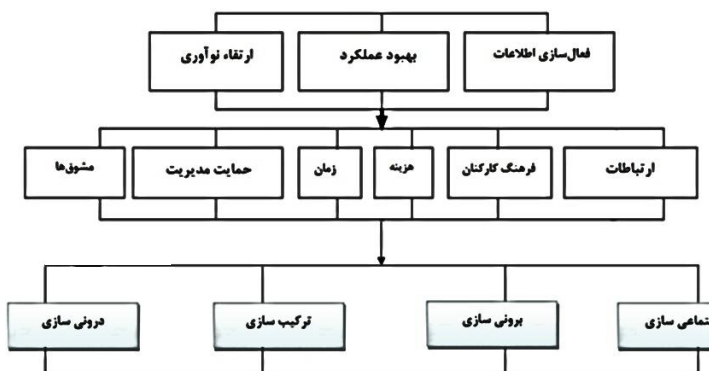 فعال‌سازی اطلاعات
بهبود عملکرد
ارتقاء نوآوری
ارتباطات
فرهنگ کارکنان
هزینه
زمان
حمایت مدیریت
مشوق‌ها
تماعی سازی
برونی سازی
ترکیب سازی
درونی سازی